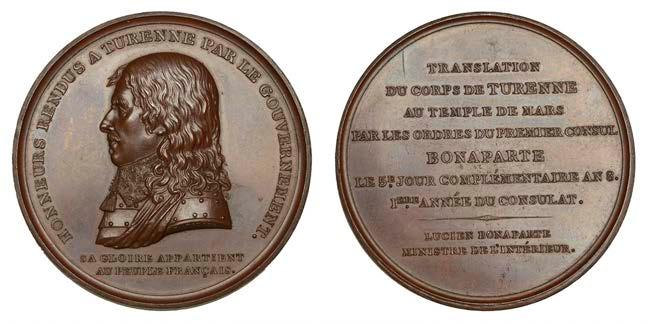 HONNEURS RENDUS A TURENNE PAR LE GOUVERNEMENT.
SA GLOIRE APPARTIENT
AU PEUPLE FRANÇAIS.
TRANSLATION
DU CORPS DE TURENNE
AU TEMPLE DE MARS
PAR LES ORDRES DU PREMIER CONSUL
BONAPARTE
LE 5E JOUR COMPLÉMENTAIRE AN 8.
1ERE ANNÉE DU CONSULAT.
LUCIEN BONAPARTE
MINISTRE DE L'INTÉRIEUR.